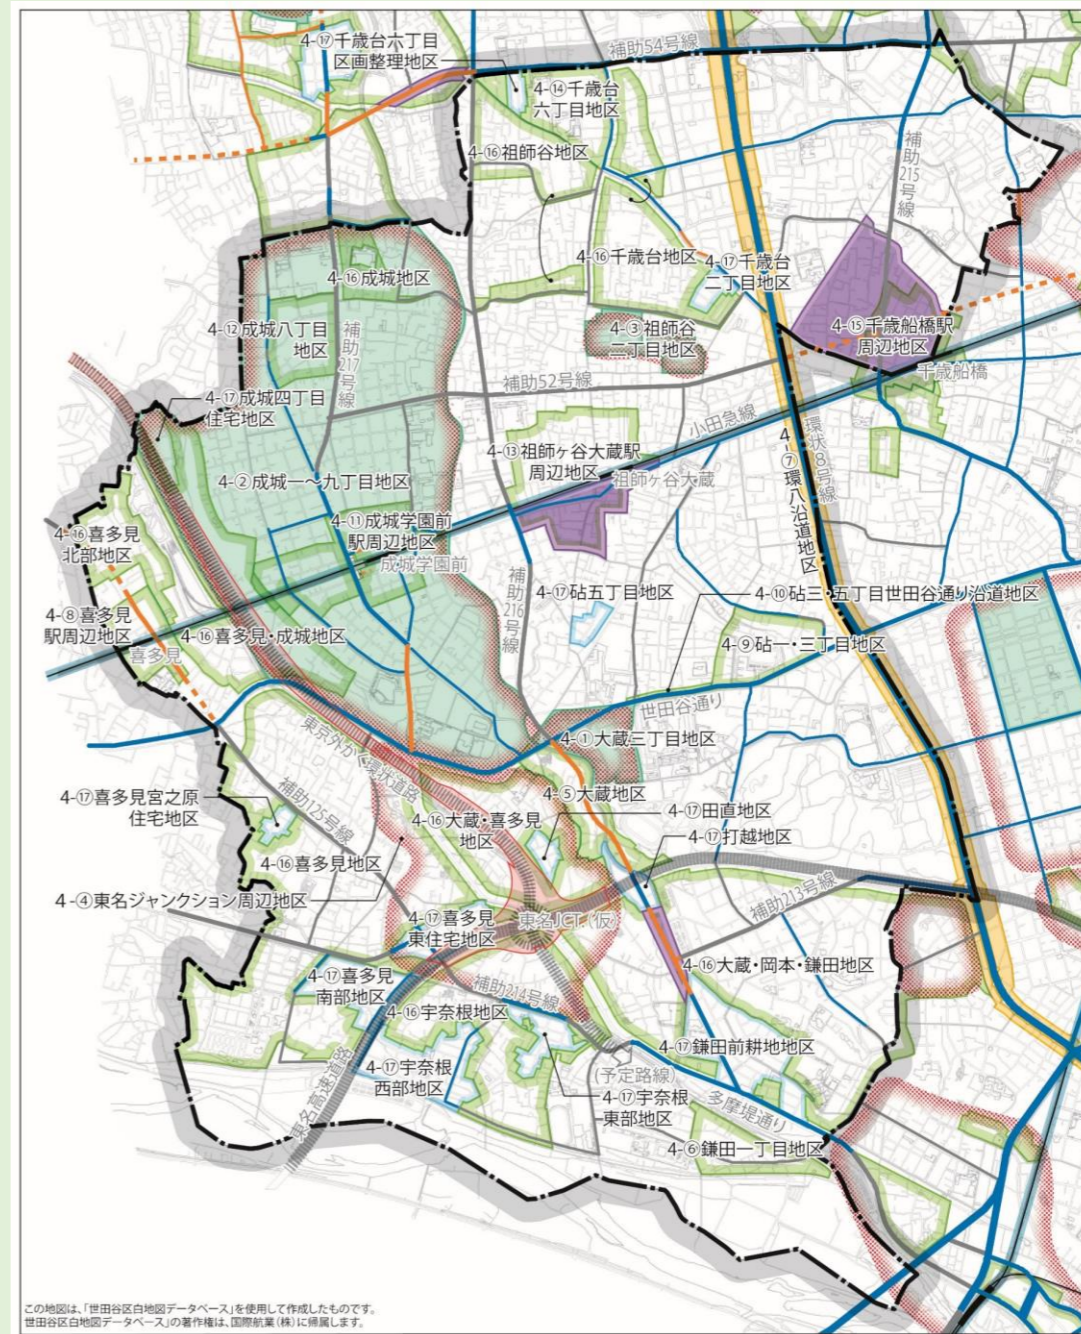 4-⑰千歳台六丁目
区画整理地区
補助54号線
4-⑭千歳台
六丁目地区
4-⑯祖師谷地区
補助215号線
4-⑯千歳台地区
4-⑰千歳台
二丁目地区
4-⑯成城地区
4-⑫成城八丁目
地区
補助217号線
4-③祖師谷
二丁目地区
4-⑮千歳船橋駅
周辺地区
千歳船橋
補助52号線
4-⑰成城四丁目
住宅地区
小田急線
環状8号線
4-⑦環八沿道地区
4-⑬祖師ヶ谷大蔵駅
周辺地区
祖師ヶ谷大蔵
4-②成城一~九丁目地区
4-⑪成城学園前
駅周辺地区
成城学園前
4-⑯喜多見
北部地区
補助216号線
4-⑰砧五丁目地区
4-⑩砧三・五丁目世田谷通り沿道地区
4-⑧喜多見
駅周辺地区
喜多見
4-⑯喜多見・成城地区
4-⑨砧一・三丁目地区
世田谷通り
東京外かく環状道路
4-①大蔵三丁目地区
4-⑤大蔵地区
4-⑰喜多見宮之原
住宅地区
補助125号線
4-⑯大蔵・喜多見
地区
4-⑰田直地区
4-⑰打越地区
4-⑯喜多見地区
4-④東名ジャンクション周辺地区
補助213号線
4-⑰喜多見
東住宅地区
東名JCT.(仮)
4-⑰喜多見
南部地区
4-⑯大蔵・岡本・鎌田地区
補助214号線
4-⑯宇奈根地区
4-⑰鎌田前耕地地区
4-⑰宇奈根
西部地区
(予定路線)
東名高速道路
4-⑰宇奈根
東部地区
多摩堤通り
4-⑥鎌田一丁目地区
この地図は、「世田谷区白地図データベース」を使用して作成したものです。
世田谷区白地図データベース」の著作権は、国際航業(株)に帰属します。